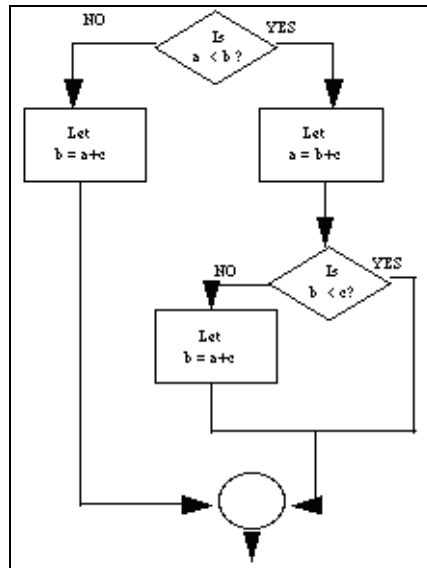 NO
YES
Is
a < b ?
Let
b = a+c
Let
a = b+c
NO
YES
Is
b < c?
Let
b = a+c